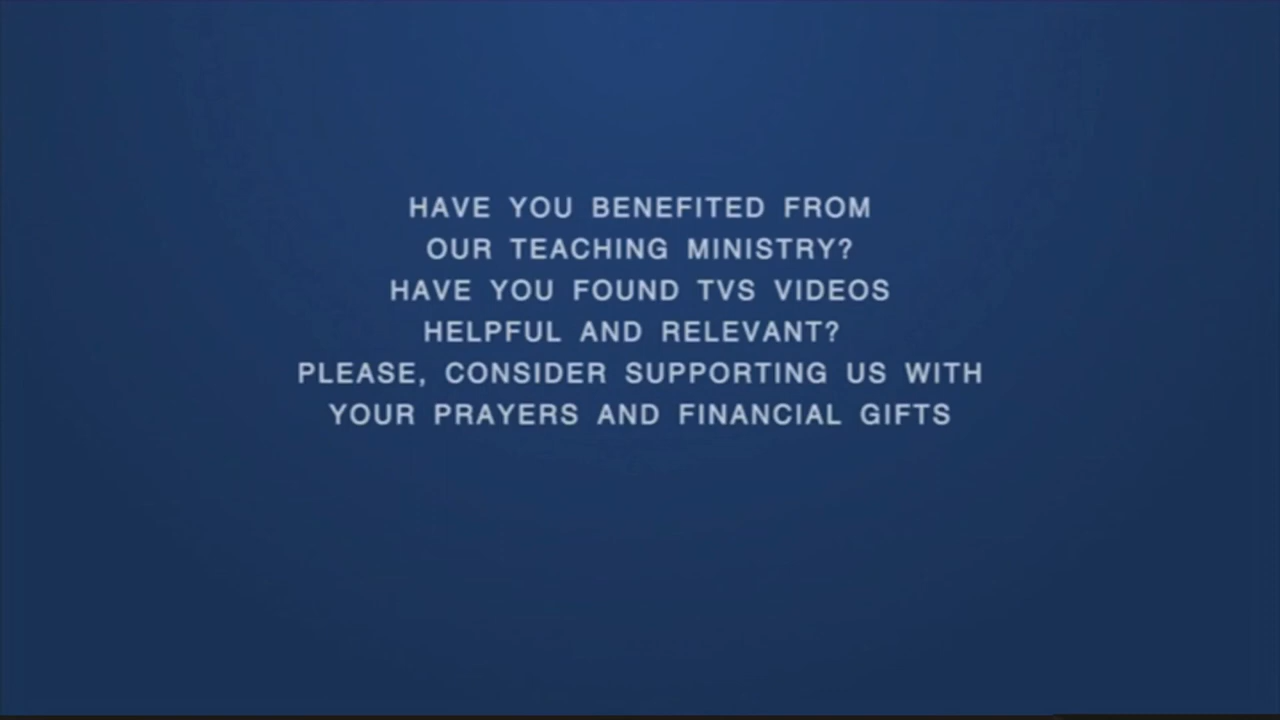 HAVE YOU BENEFITED FROM
OUR TEACHING MINISTRY?
HAVE YOU FOUND TVS VIDEOS
HELPFUL AND RELEVANT?
PLEASE, CONSIDER SUPPORTING US WITH
YOUR PRAYERS AND FINANCIAL GIFTS